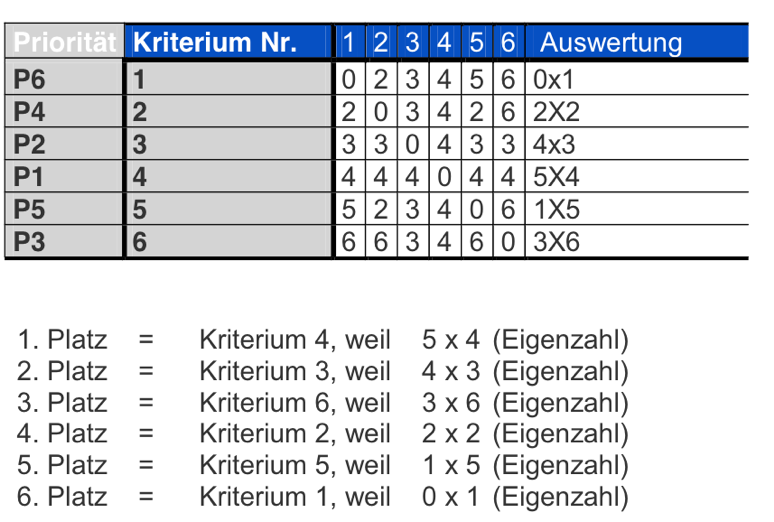 Priorität Kriterium Nr. 1 2 3 4 5 6 Auswertung
P6 1 0 2 3 4 5 6 0x1
P4 2 2 0 3 4 2 6 2X2
P2 3 3 3 0 4 3 3 4x3
P1 4 4 4 4 0 4 4 5X4
P5 5 5 2 3 4 0 6 1X5
P3 6 6 6 3 4 6 0 3X6
1. Platz = Kriterium 4, weil 5 x 4 (Eigenzahl)
2. Platz = Kriterium 3, weil 4 x 3 (Eigenzahl)
3. Platz = Kriterium 6, weil 3 x 6 (Eigenzahl)
4. Platz = Kriterium 2, weil 2 x 2 (Eigenzahl)
5. Platz = Kriterium 5, weil 1 x 5 (Eigenzahl)
6. Platz = Kriterium 1, weil 0 x 1 (Eigenzahl)